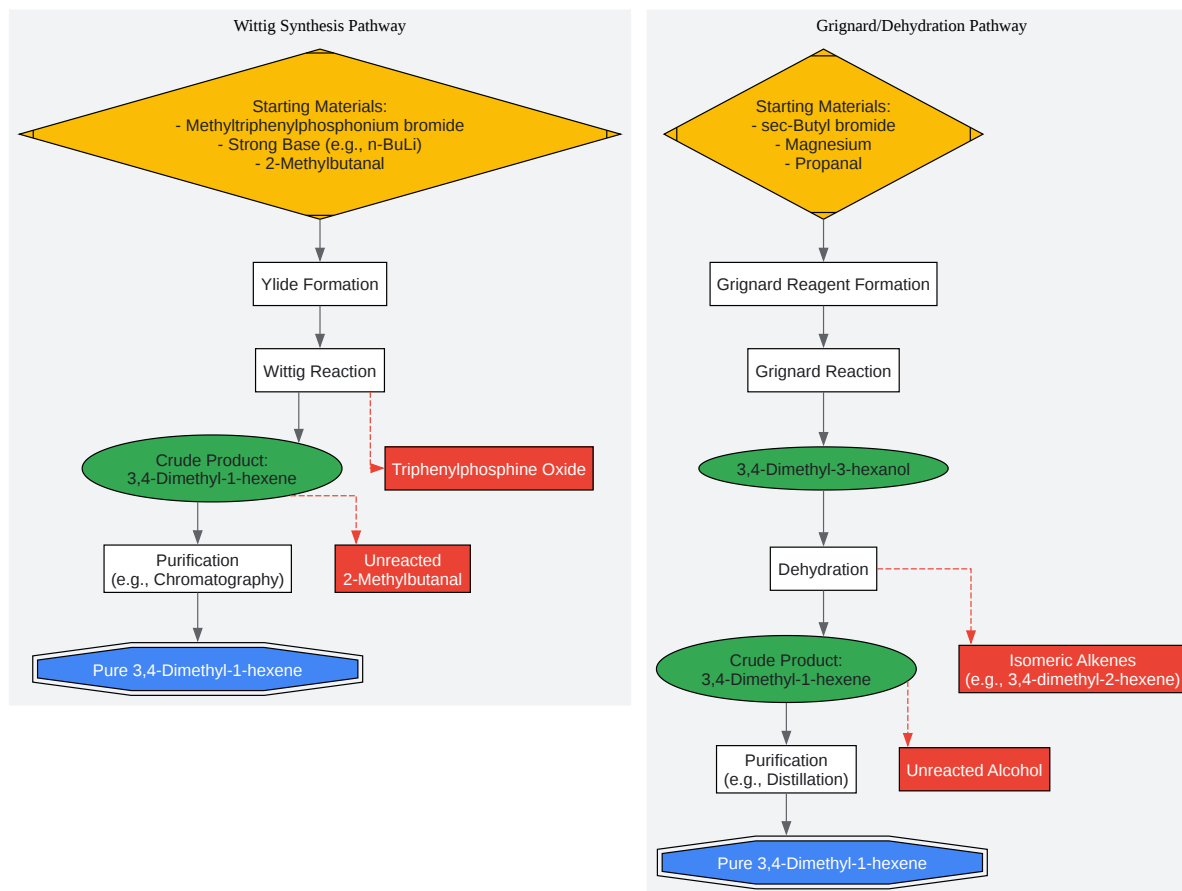 Wittig Synthesis Pathway
Starting Materials:
- Methyltriphenylphosphonium bromide
- Strong Base (e.g., n-BuLi)
- 2-Methylbutanal
Ylide Formation
Wittig Reaction
Crude Product:
3,4-Dimethyl-1-hexene
Triphenylphosphine Oxide
Purification
(e.g., Chromatography)
Unreacted
2-Methylbutanal
Pure 3,4-Dimethyl-1-hexene
Grignard/Dehydration Pathway
Starting Materials:
- sec-Butyl bromide
- Magnesium
- Propanal
Grignard Reagent Formation
Grignard Reaction
3,4-Dimethyl-3-hexanol
Dehydration
Crude Product:
3,4-Dimethyl-1-hexene
Isomeric Alkenes
(e.g., 3,4-dimethyl-2-hexene)
Purification
(e.g., Distillation)
Unreacted Alcohol
Pure 3,4-Dimethyl-1-hexene